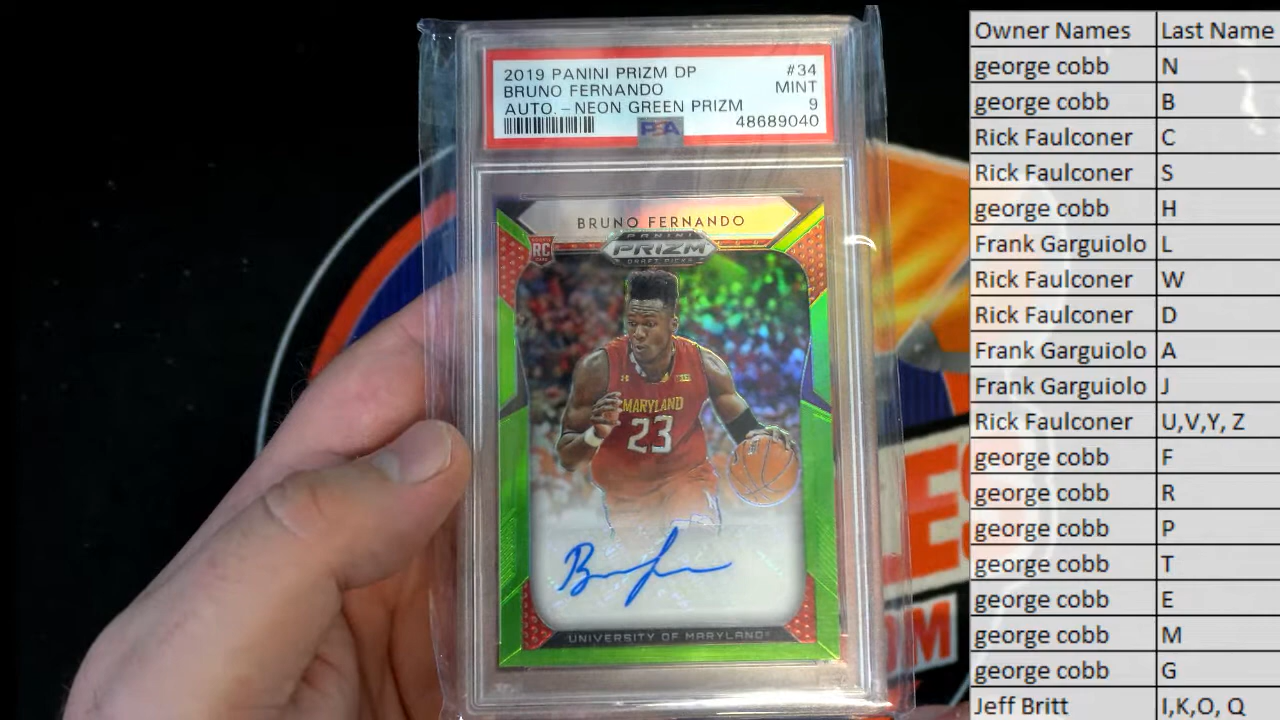 2019 PANINI PRIZM DP #34
BRUNO FERNANDO MINT
AUTO.-NEON GREEN PRIZM 9
PSA 48689040
BRUNO FERNANDO
RC
PANINI
PRIZM
DRAFT PICKS
MARYLAND
23
UNIVERSITY OF MARYLAND
Owner Names Last Name
george cobb N
george cobb B
Rick Faulconer C
Rick Faulconer S
george cobb H
Frank Garguiolo L
Rick Faulconer W
Rick Faulconer D
Frank Garguiolo A
Frank Garguiolo J
Rick Faulconer U,V,Y, Z
george cobb F
george cobb R
george cobb P
george cobb T
george cobb E
george cobb M
george cobb G
Jeff Britt I,K,O, Q